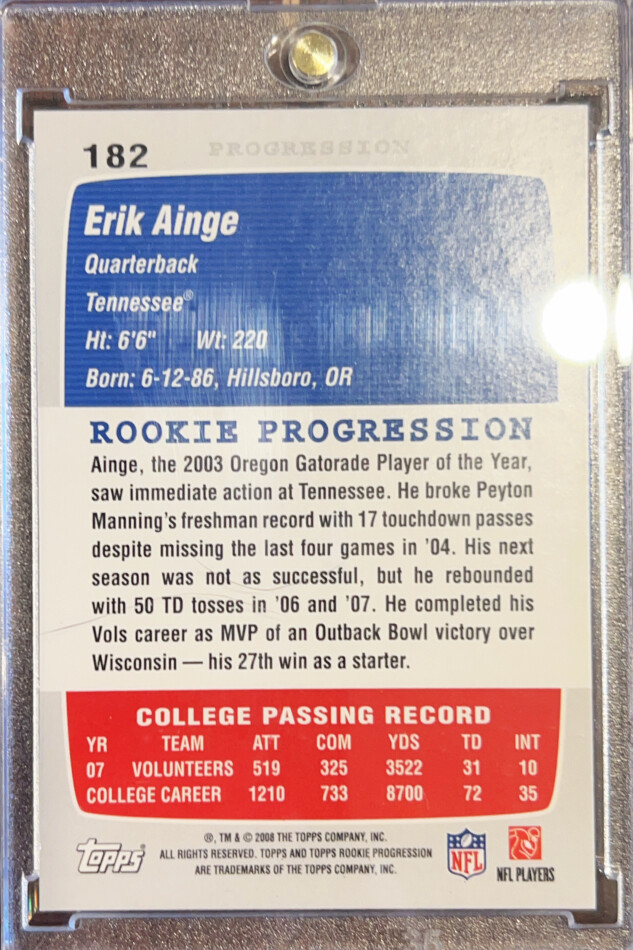 182 PROGRESSION
Erik Ainge
Quarterback
Tennessee®
Ht: 6'6" Wt: 220
Born: 6-12-86, Hillsboro, OR
ROOKIE PROGRESSION
Ainge, the 2003 Oregon Gatorade Player of the Year,
saw immediate action at Tennessee. He broke Peyton
Manning's freshman record with 17 touchdown passes
despite missing the last four games in '04. His next
season was not as successful, but he rebounded
with 50 TD tosses in '06 and '07. He completed his
Vols career as MVP of an Outback Bowl victory over
Wisconsin — his 27th win as a starter.
COLLEGE PASSING RECORD
YR TEAM ATT COM YDS TD INT
07 VOLUNTEERS 519 325 3522 31 10
COLLEGE CAREER 1210 733 8700 72 35
®, TM & © 2008 THE TOPPS COMPANY, INC.
ALL RIGHTS RESERVED. TOPPS AND TOPPS ROOKIE PROGRESSION
ARE TRADEMARKS OF THE TOPPS COMPANY, INC.
topps
NFL
NFL PLAYERS